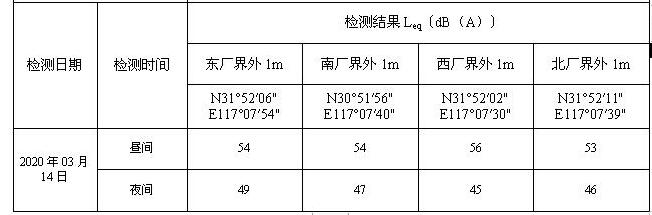 检测结果 Leq〔dB（A）〕
检测日期 检测时间 东厂界外 1m 南厂界外 1m 西厂界外 1m 北厂界外 1m
N31°52′06" N30°51′56" N31°52′02" N31°52′11"
E117°07′54" E117°07′40" E117°07′30" E117°07′39"
2020 年 03 月
14 日
昼间 54 54 56 53
夜间 49 47 45 46